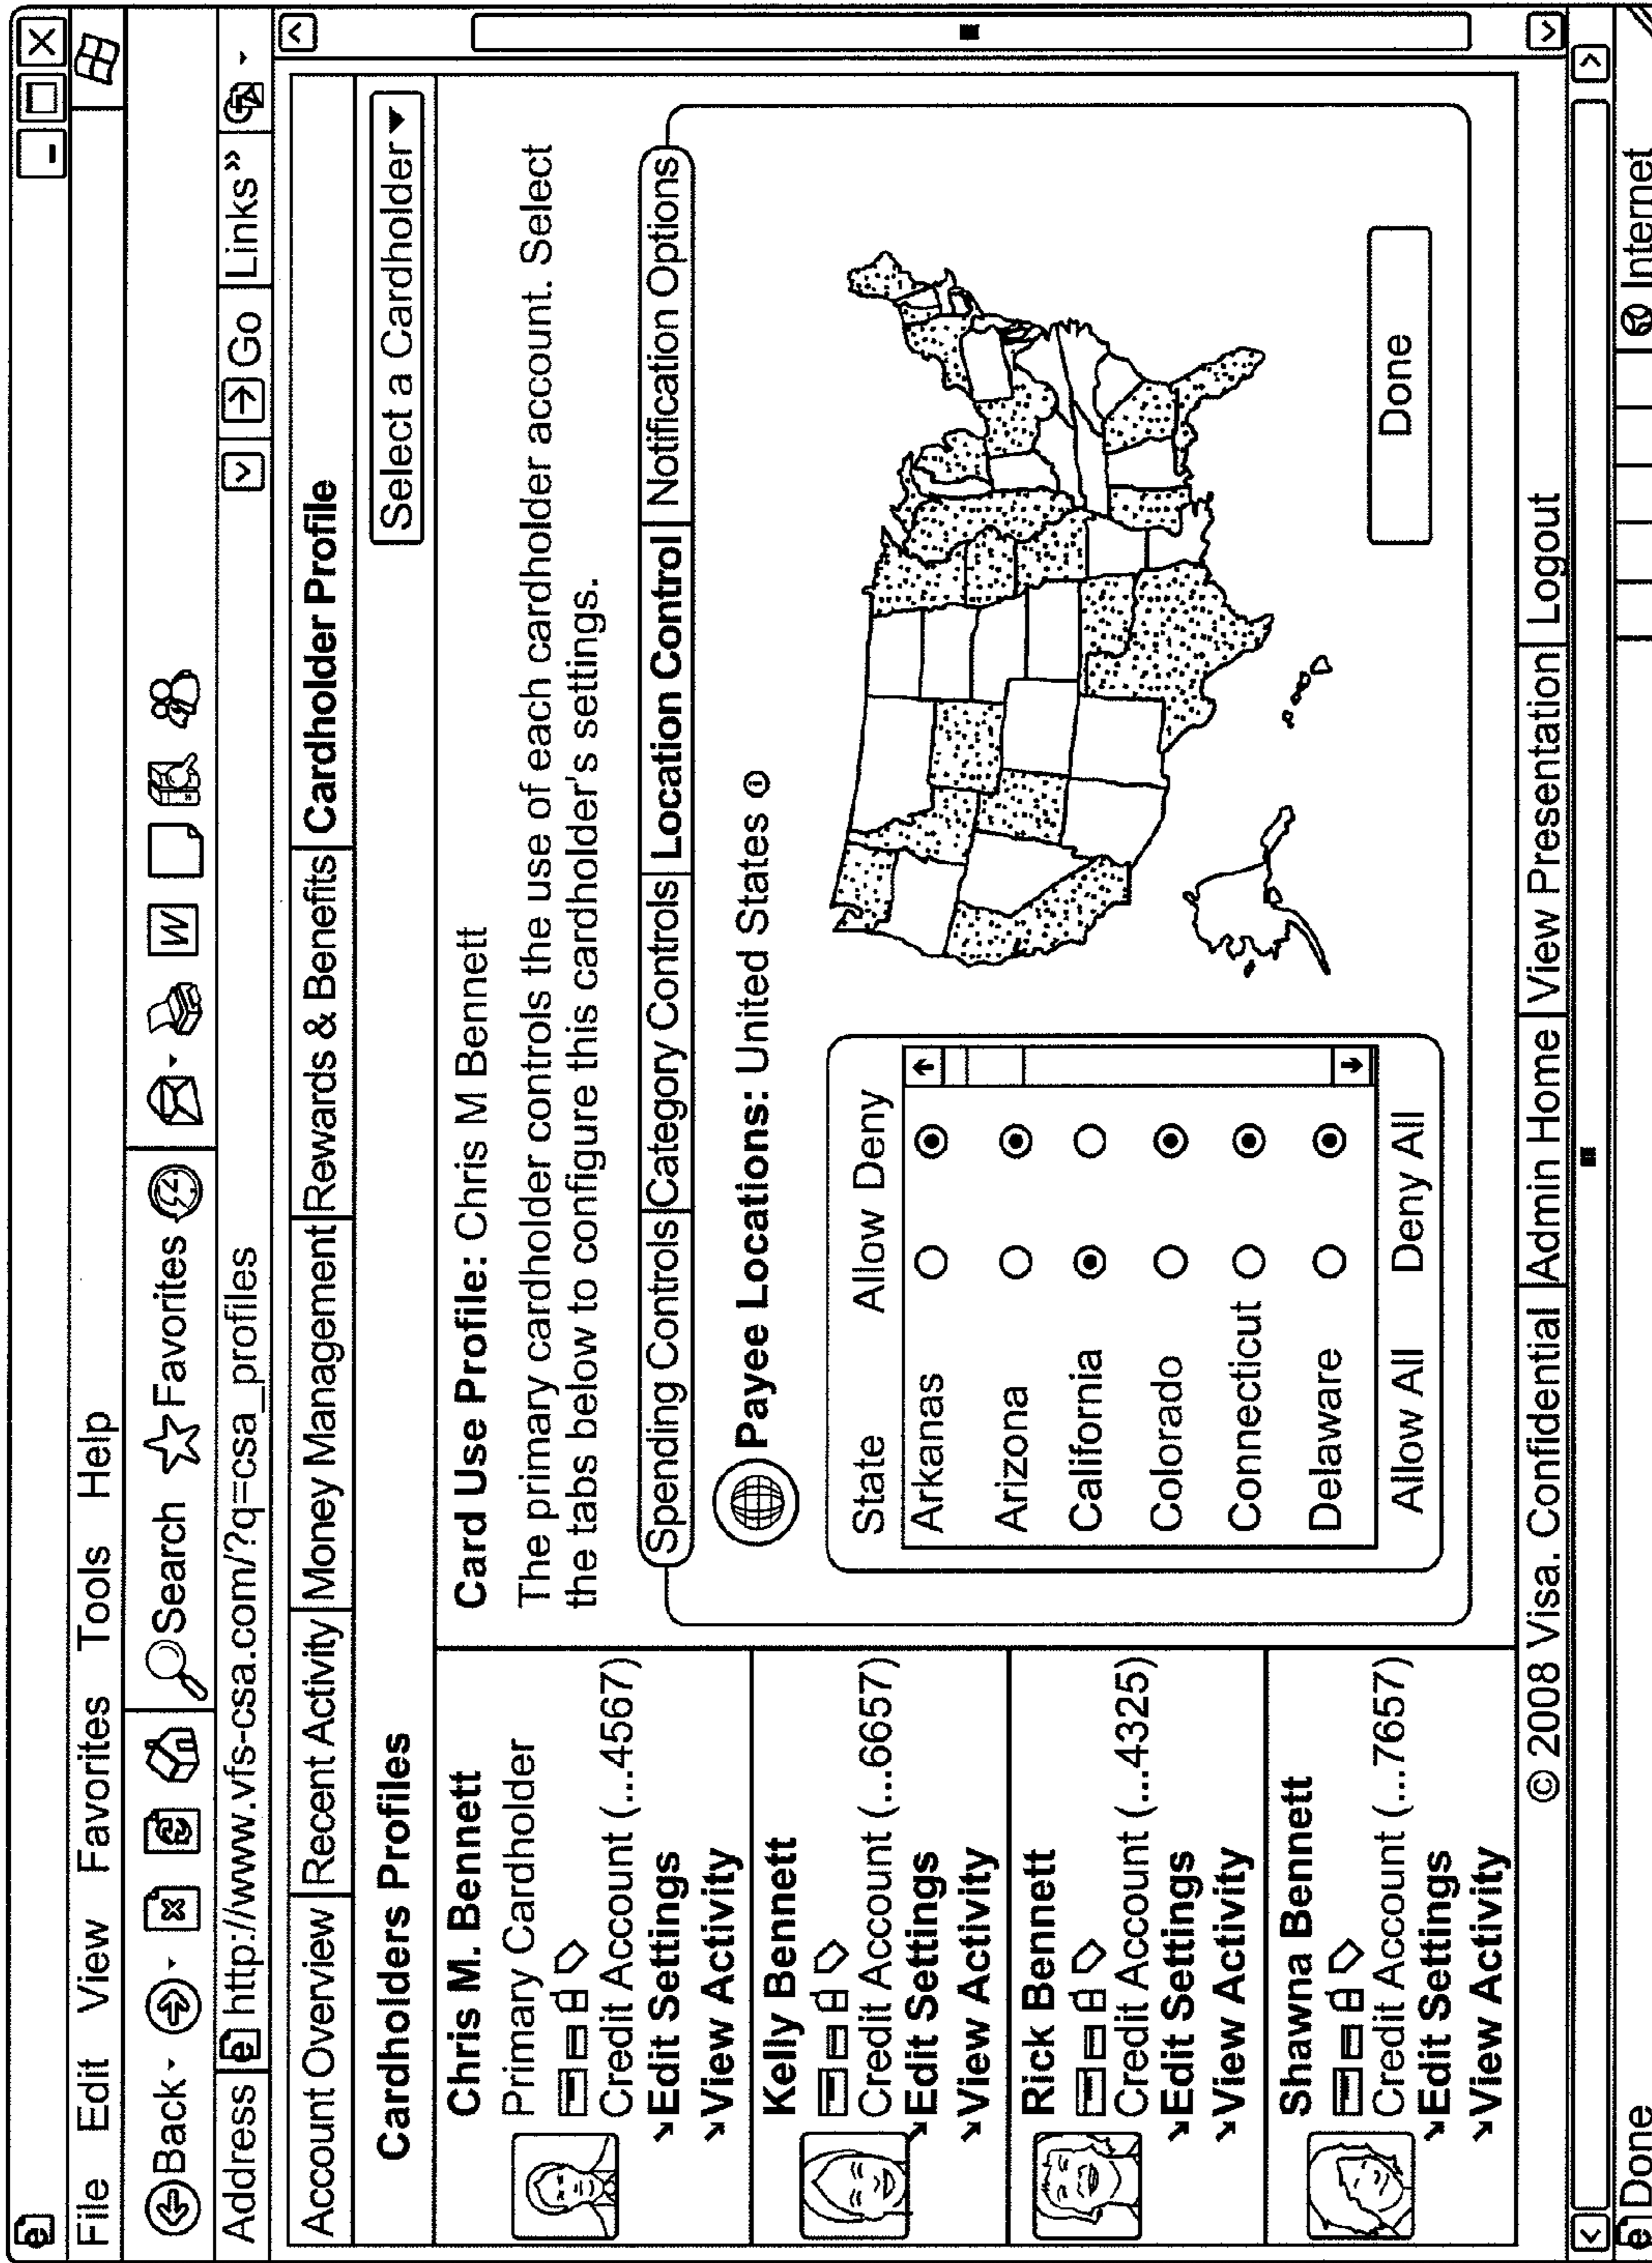 File Edit View Favorites Tools Help
Back Search Favorites W
Address http://www.vfs-csa.com/?q=csa_profiles Go Links»
Account Overview Recent Activity Money Management Rewards & Benefits Cardholder Profile
Cardholders Profiles
Select a Cardholder
Chris M. Bennett
Primary Cardholder
Credit Account (...4567)
Edit Settings
View Activity
Kelly Bennett
Credit Account (...6657)
Edit Settings
View Activity
Rick Bennett
Credit Account (...4325)
Edit Settings
View Activity
Shawna Bennett
Credit Account (...7657)
Edit Settings
View Activity
Card Use Profile: Chris M Bennett
The primary cardholder controls the use of each cardholder account. Select
the tabs below to configure this cardholder's settings.
Spending Controls Category Controls Location Control Notification Options
Payee Locations: United States
State Allow Deny
Arkanas
Arizona
California
Colorado
Connecticut
Delaware
Allow All Deny All
Done
© 2008 Visa. Confidential Admin Home View Presentation Logout
Done Internet